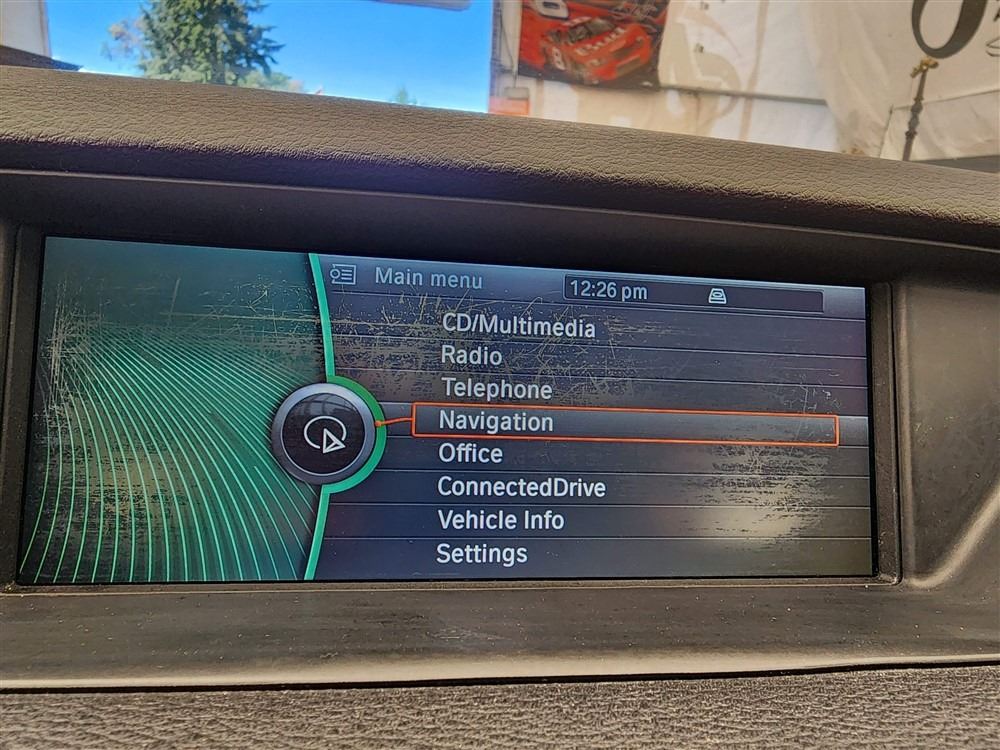 Main menu
12:26 pm
CD/Multimedia
Radio
Telephone
Navigation
Office
ConnectedDrive
Vehicle Info
Settings